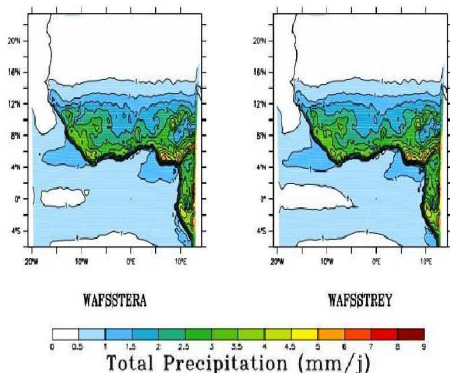 20°N 20°N
16°N 16°N
12°N 12°N
8°N 8°N
4°N 4°N
0° 0°
4°S 4°S
20°W 10°W 0° 10°E 20°W 10°W 0° 10°E
WAFSSTERA WAFSSTREY
0 0.5 1 1.5 2 2.5 3 3.5 4 4.5 5 6 7 8 9
Total Precipitation (mm/j)